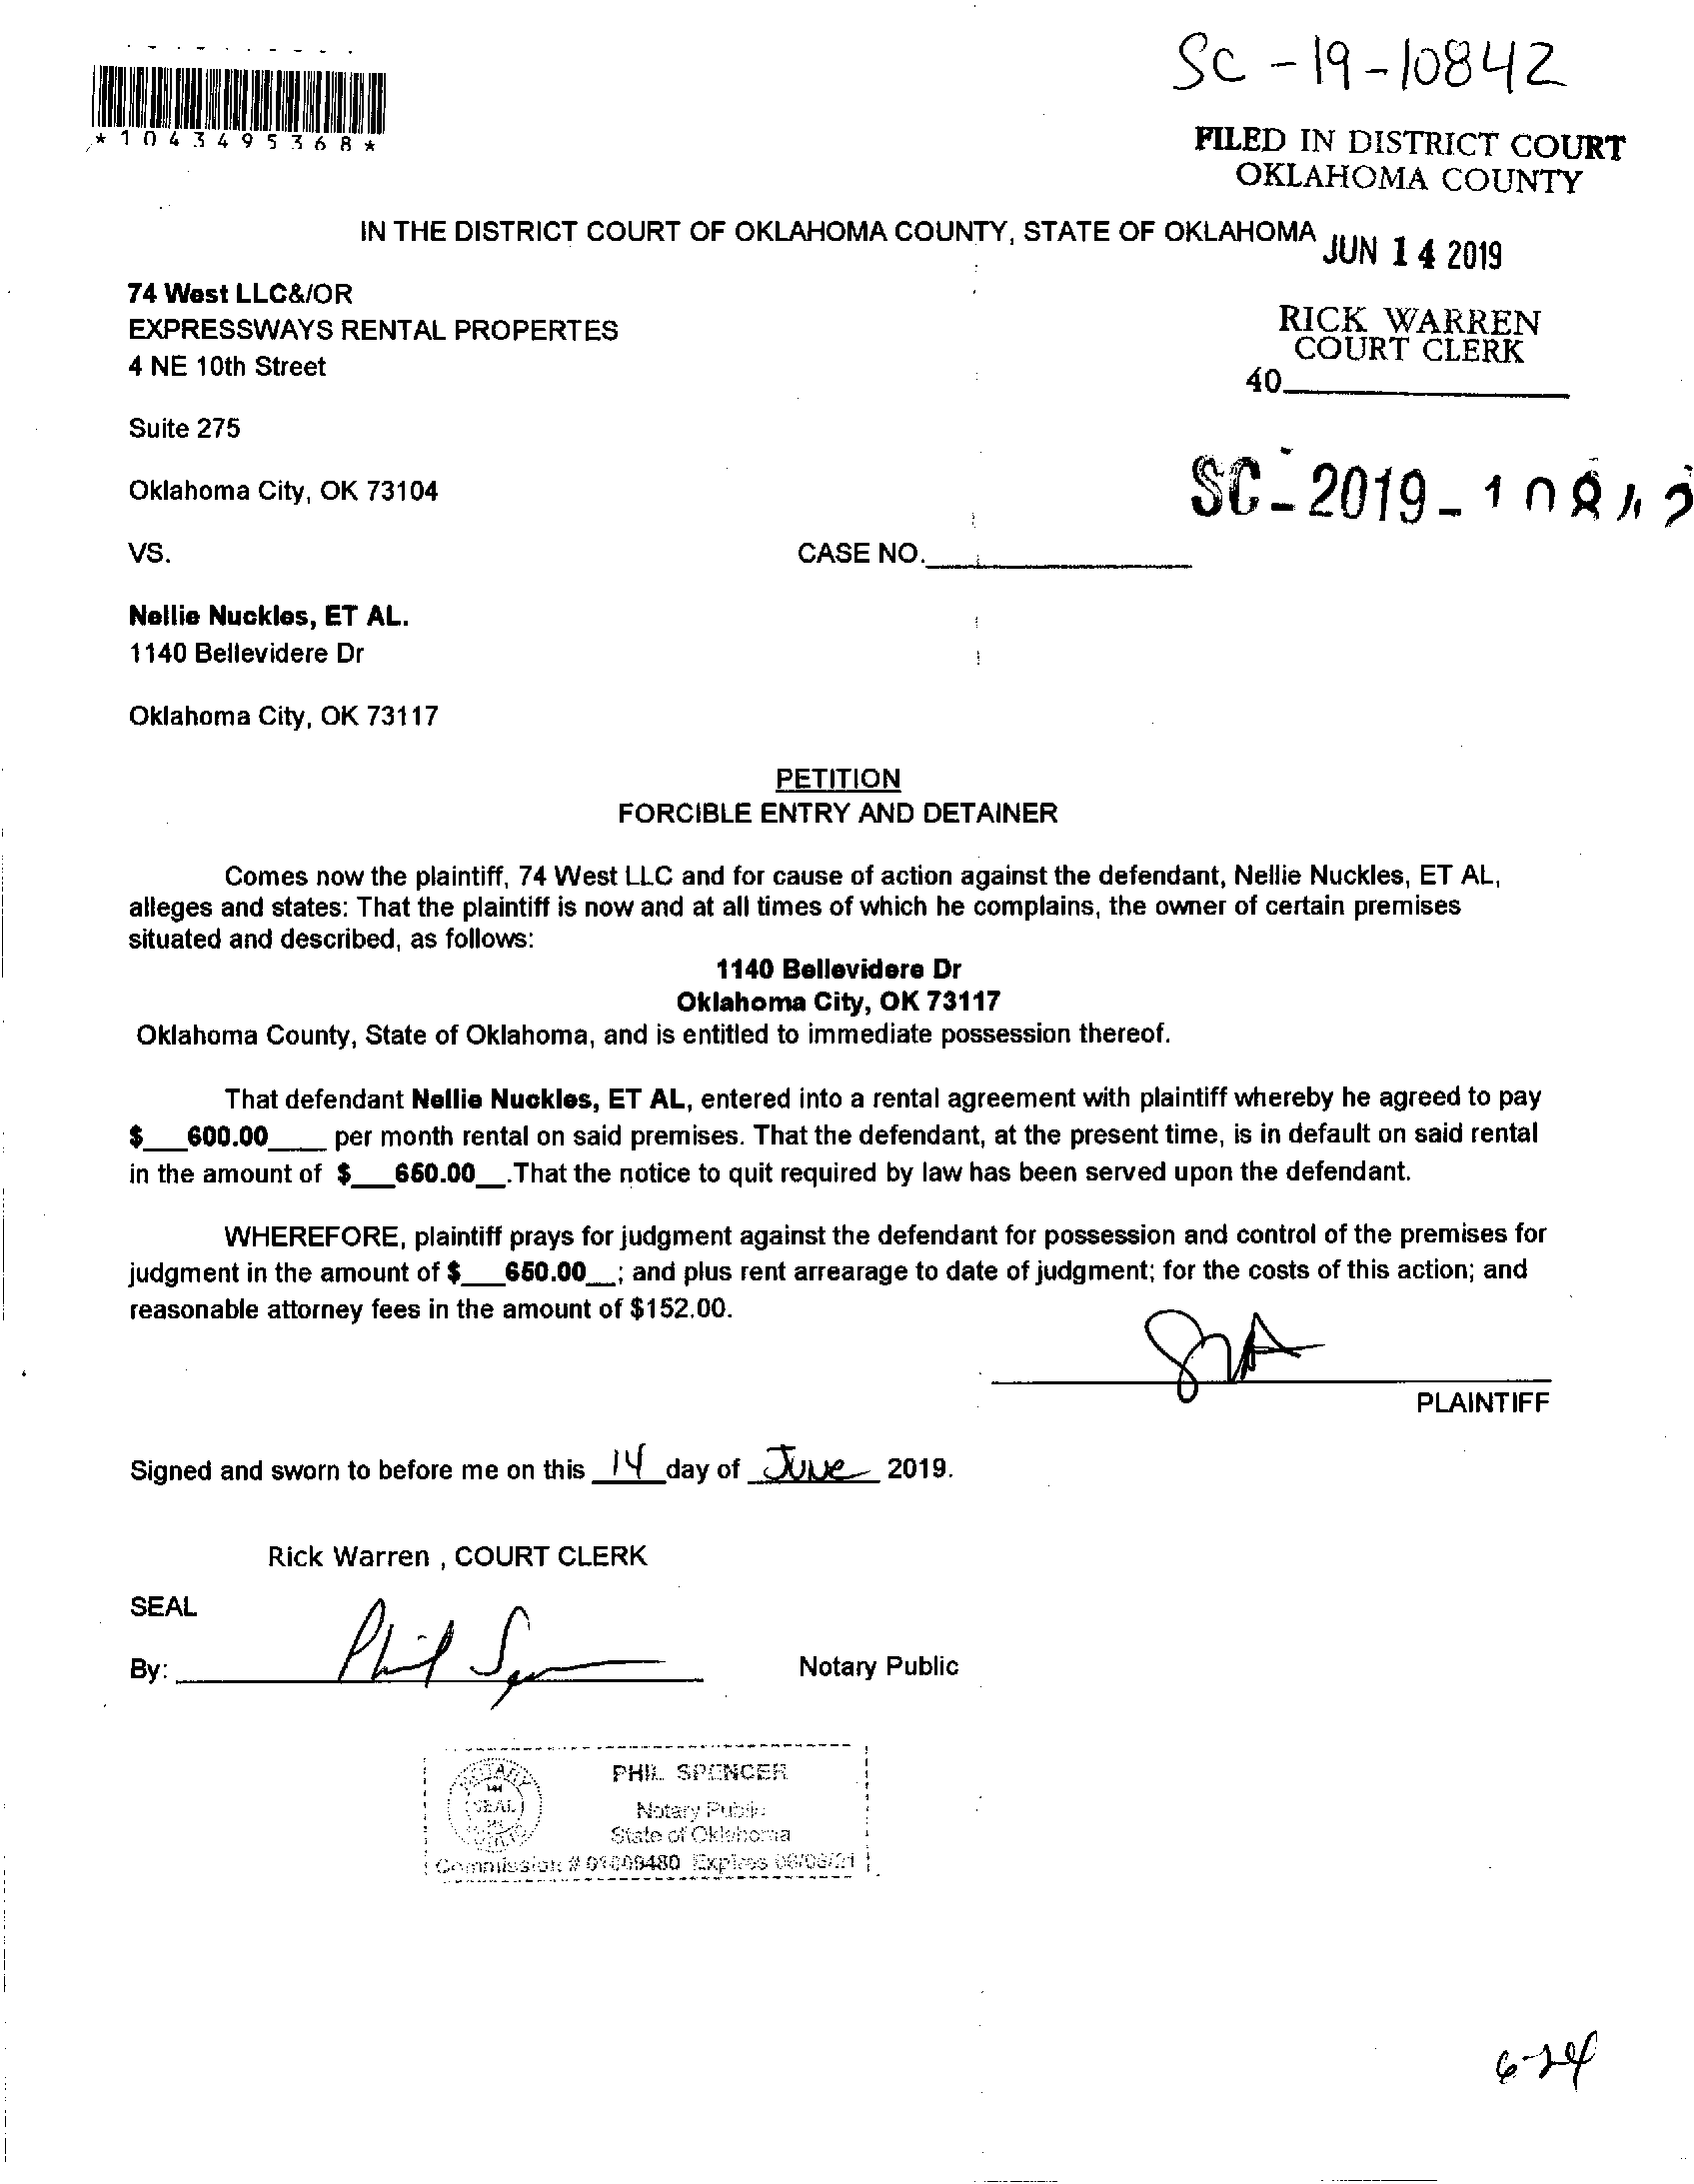 SC-19-10842
*1043495368*
FILED IN DISTRICT COURT
OKLAHOMA COUNTY
IN THE DISTRICT COURT OF OKLAHOMA COUNTY, STATE OF OKLAHOMA
JUN 14 2019
74 West LLC&/OR
EXPRESSWAYS RENTAL PROPERTES
4 NE 10th Street
RICK WARREN
COURT CLERK
40
Suite 275
Oklahoma City, OK 73104
SC-2019-
VS.
CASE NO.
Nellie Nuckles, ET AL.
1140 Bellevidere Dr
Oklahoma City, OK 73117
PETITION
FORCIBLE ENTRY AND DETAINER
Comes now the plaintiff, 74 West LLC and for cause of action against the defendant, Nellie Nuckles, ET AL,
alleges and states: That the plaintiff is now and at all times of which he complains, the owner of certain premises
situated and described, as follows:
1140 Bellevidere Dr
Oklahoma City, OK 73117
Oklahoma County, State of Oklahoma, and is entitled to immediate possession thereof.
That defendant Nellie Nuckles, ET AL, entered into a rental agreement with plaintiff whereby he agreed to pay
$___600.00____ per month rental on said premises. That the defendant, at the present time, is in default on said rental
in the amount of $___650.00__.That the notice to quit required by law has been served upon the defendant.
WHEREFORE, plaintiff prays for judgment against the defendant for possession and control of the premises for
judgment in the amount of $___650.00__; and plus rent arrearage to date of judgment; for the costs of this action; and
reasonable attorney fees in the amount of $152.00.
PLAINTIFF
Signed and sworn to before me on this 14 day of June 2019.
Rick Warren , COURT CLERK
SEAL
By: Notary Public
PHIL SPENCER
NOTARY
SEAL
Notary Public
State of Oklahoma
Commission # 01009480 Expires
6-24